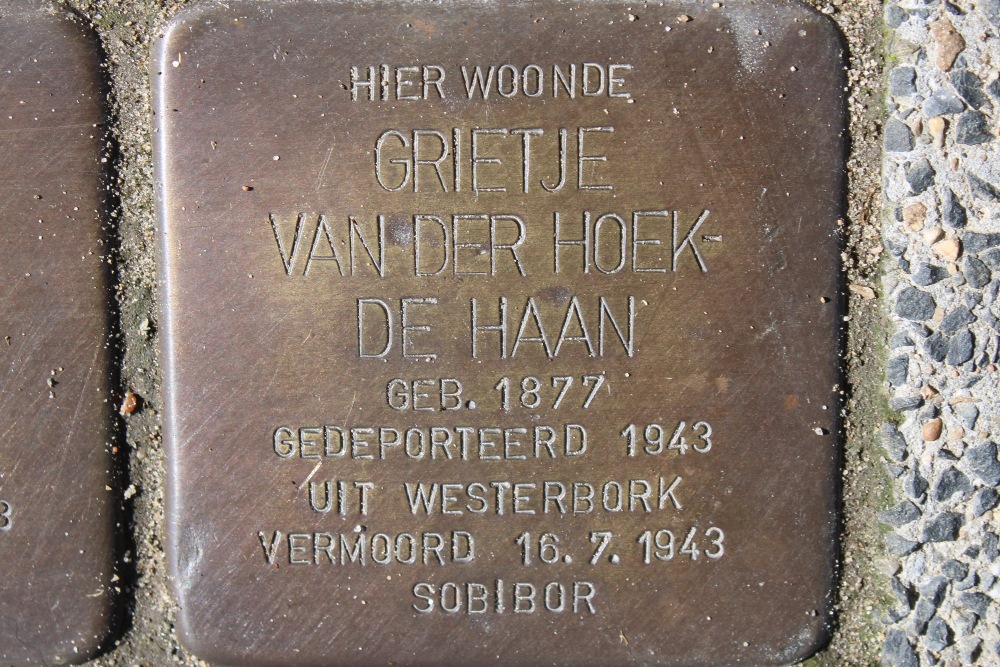 HIER WOONDE
GRIETJE
VAN DER HOEK-
DE HAAN
GEB. 1877
GEDEPORTEERD 1943
UIT WESTERBORK
VERMOORD 16.7.1943
SOBIBOR